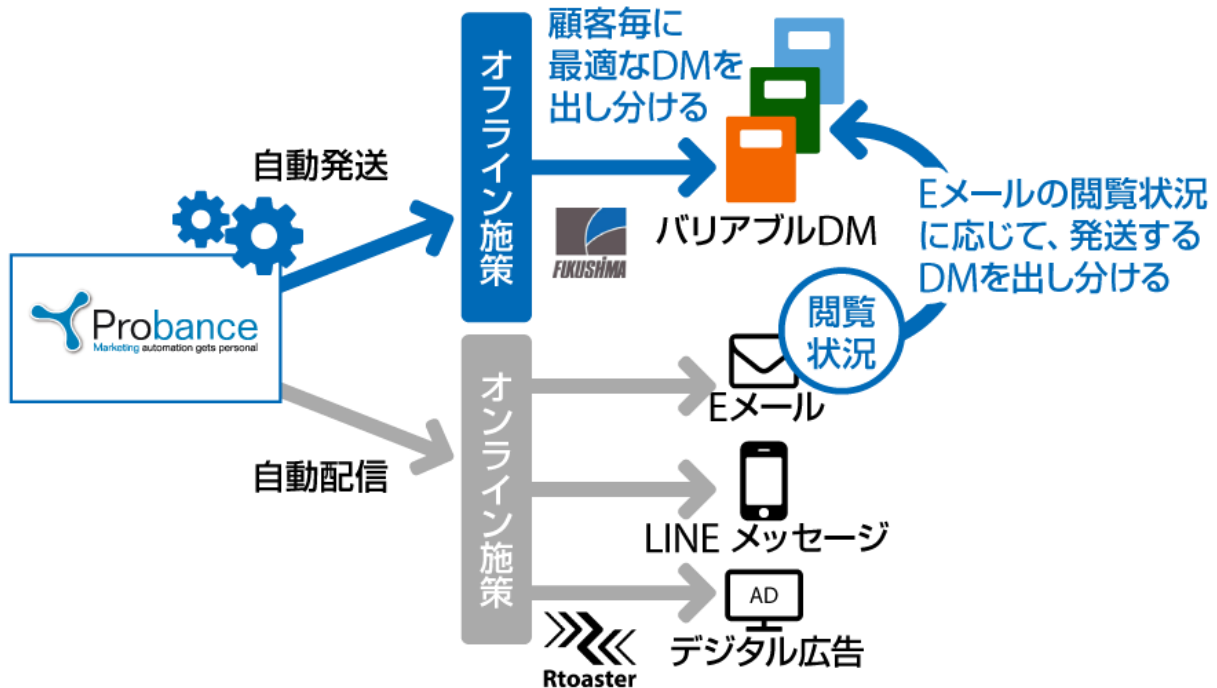 顧客毎に
最適なDMを
出し分ける
オフライン施策
自動発送
FUKUSHIMA
バリアブルDM
Eメールの閲覧状況
に応じて、発送する
DMを出し分ける
閲覧
状況
Probance
Marketing automation gets personal
オンライン施策
Eメール
自動配信
LINE メッセージ
AD
デジタル広告
Rtoaster